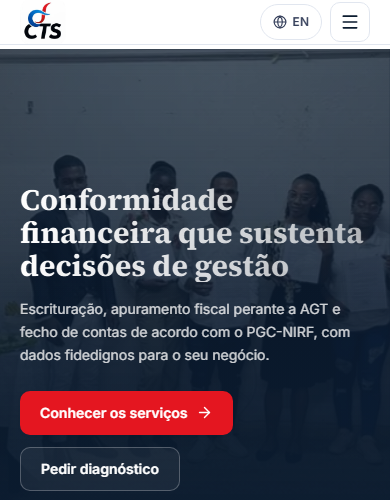 CTS
EN
Conformidade
financeira que sustenta
decisões de gestão
Escrituração, apuramento fiscal perante a AGT e
fecho de contas de acordo com o PGC-NIRF, com
dados fidedignos para o seu negócio.
Conhecer os serviços →
Pedir diagnóstico